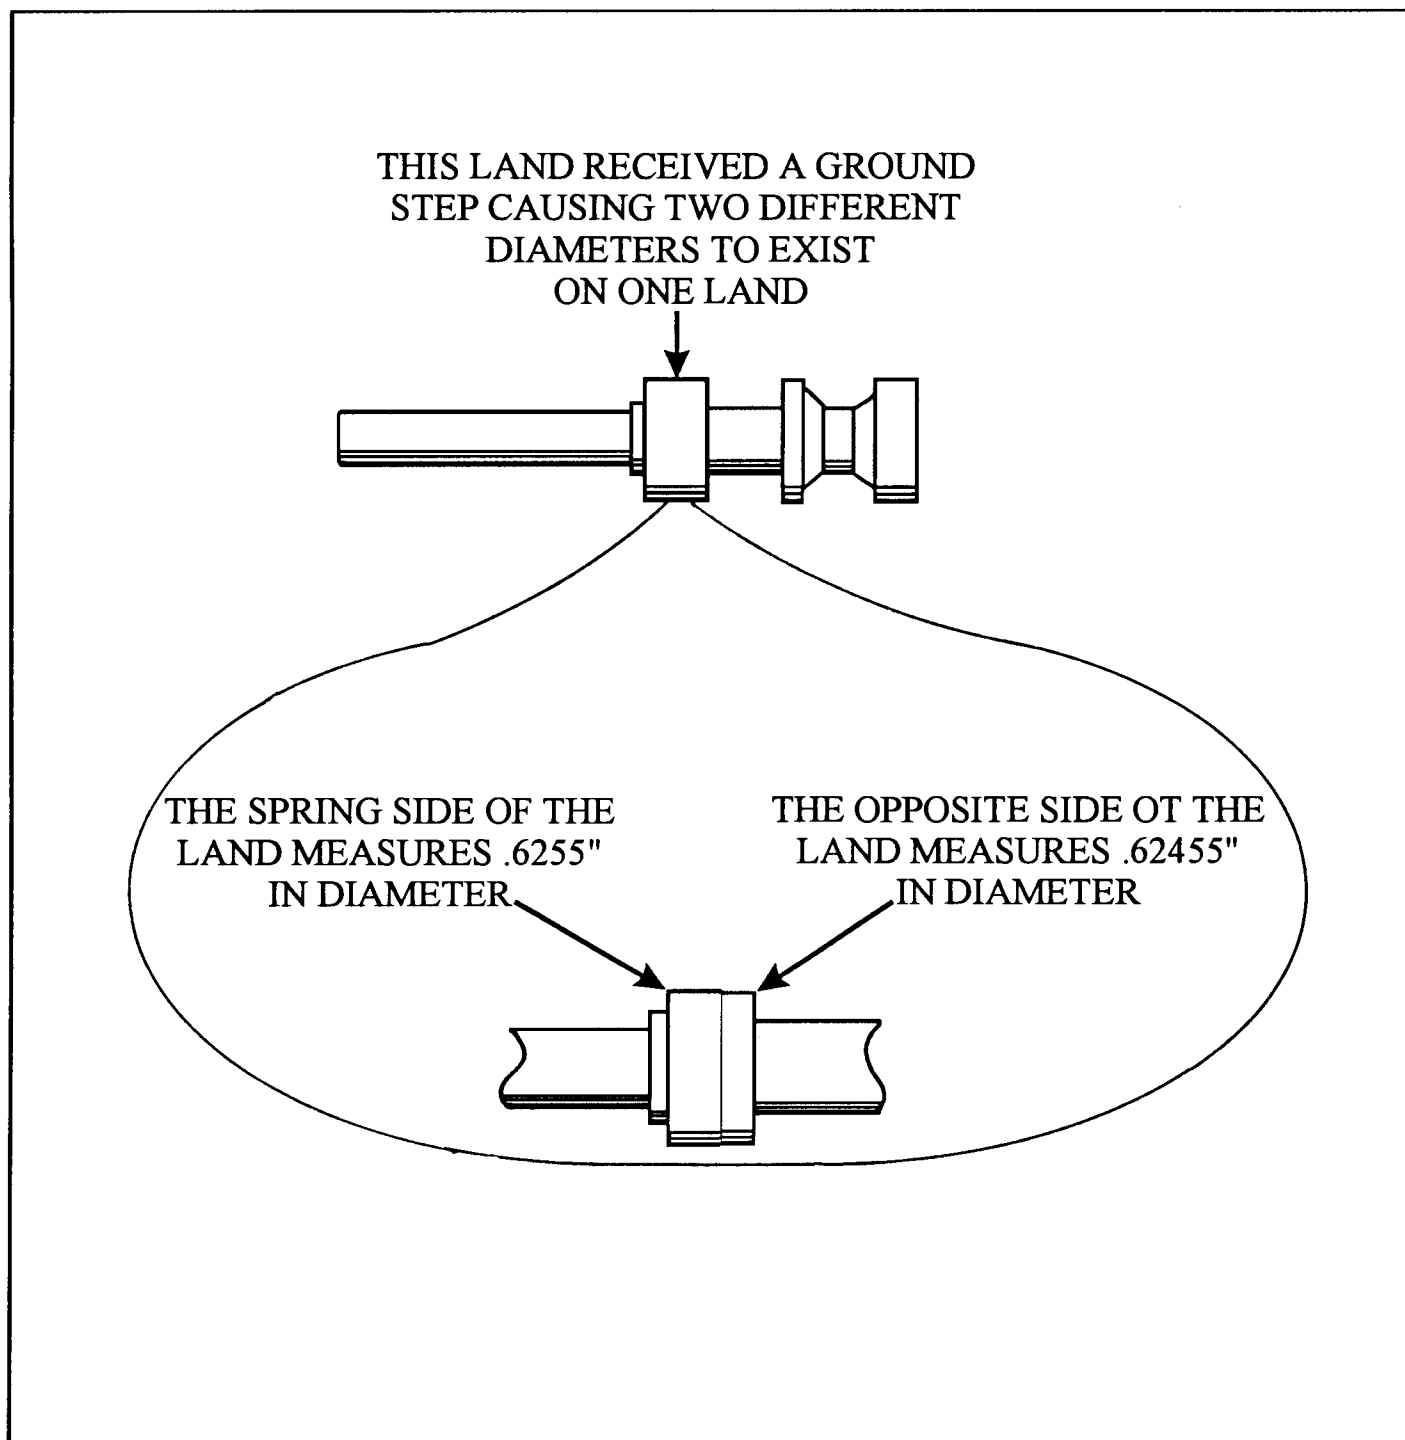 THIS LAND RECEIVED A GROUND
STEP CAUSING TWO DIFFERENT
DIAMETERS TO EXIST
ON ONE LAND
THE SPRING SIDE OF THE
LAND MEASURES .6255"
IN DIAMETER
THE OPPOSITE SIDE OT THE
LAND MEASURES .62455"
IN DIAMETER